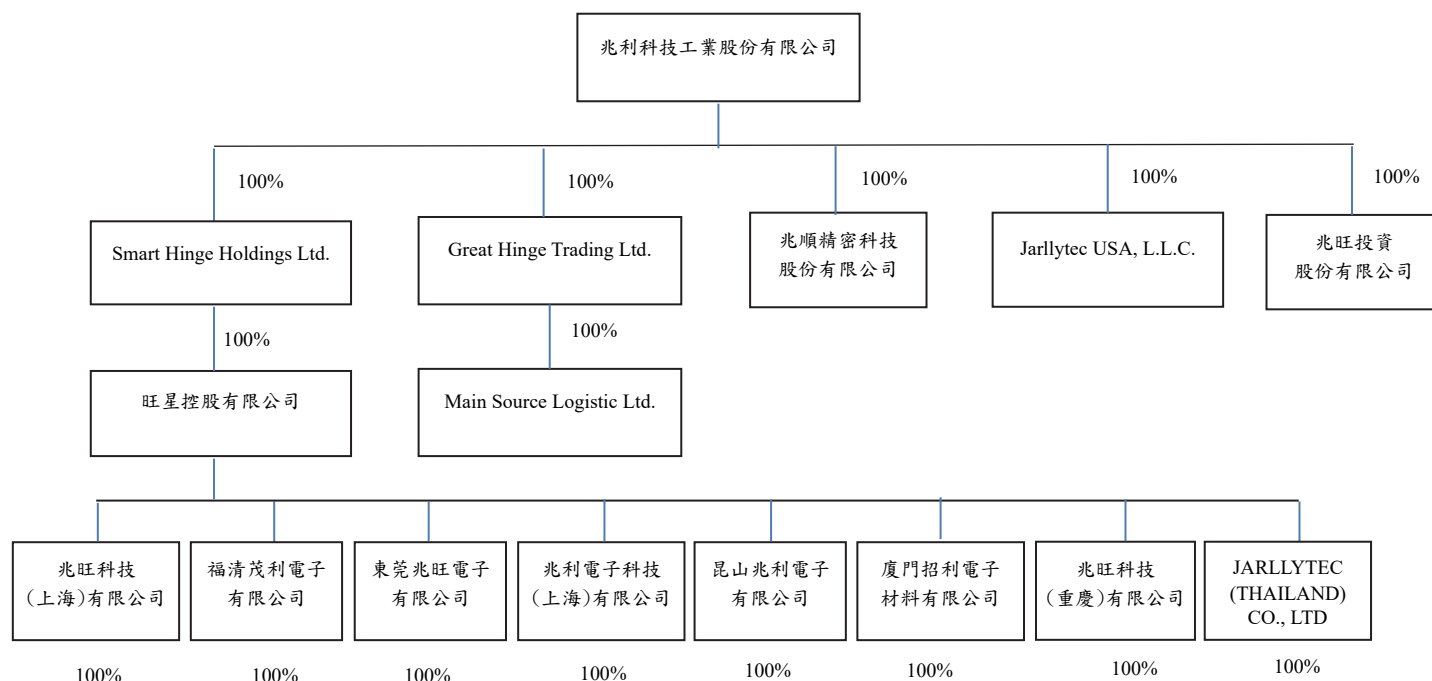 兆利科技工業股份有限公司
100%
100%
100%
100%
100%
Smart Hinge Holdings Ltd.
Great Hinge Trading Ltd.
兆順精密科技
股份有限公司
Jarllytec USA, L.L.C.
兆旺投資
股份有限公司
100%
100%
旺星控股有限公司
Main Source Logistic Ltd.
兆旺科技
(上海)有限公司
福清茂利電子
有限公司
東莞兆旺電子
有限公司
兆利電子科技
(上海)有限公司
昆山兆利電子
有限公司
廈門招利電子
材料有限公司
兆旺科技
(重慶)有限公司
JARLLYTEC
(THAILAND)
CO., LTD
100%
100%
100%
100%
100%
100%
100%
100%